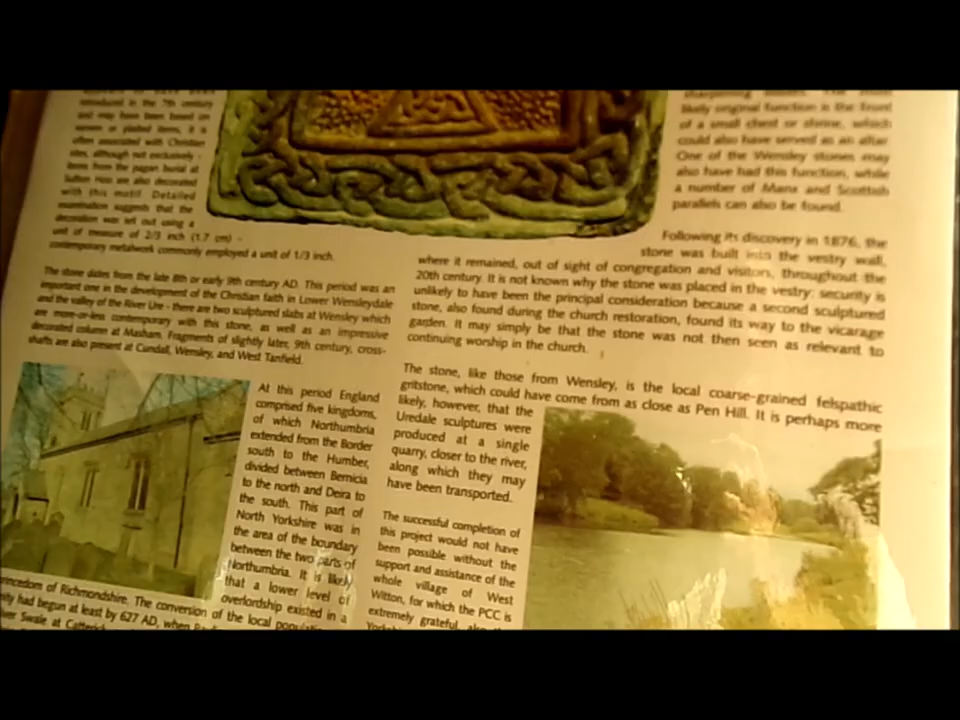 introduced in the 7th century
and may have been based on
woven or plaited items, it is
often associated with Christian
sites, although not exclusively -
items from the pagan burial at
Sutton Hoo are also decorated
with this motif. Detailed
examination suggests that the
decoration was set out using a
unit of measure of 2/3 inch (1.7 cm) -
contemporary metalwork commonly employed a unit of 1/3 inch.
The stone dates from the late 8th or early 9th century AD. This period was an
important one in the development of the Christian faith in Lower Wensleydale
and the valley of the River Ure - there are two sculptured slabs at Wensley which
are more-or-less contemporary with this stone, as well as an impressive
decorated column at Masham. Fragments of slightly later, 9th century, cross-
shafts are also present at Cundall, Wensley, and West Tanfield.
At this period England
comprised five kingdoms,
of which Northumbria
extended from the Border
south to the Humber,
divided between Bernicia
to the north and Deira to
the south. This part of
North Yorkshire was in
the area of the boundary
between the two parts of
Northumbria. It is likely
that a lower level of
overlordship existed in a
princedom of Richmondshire. The conversion of the local
had begun at least by 627 AD, when
Swale at
likely original function is the front
of a small chest or shrine, which
could also have served as an altar.
One of the Wensley stones may
also have had this function, while
a number of Manx and Scottish
parallels can also be found.
Following its discovery in 1876, the
stone was built into the vestry wall,
where it remained, out of sight of congregation and visitors, throughout the
20th century. It is not known why the stone was placed in the vestry: security is
unlikely to have been the principal consideration because a second sculptured
stone, also found during the church restoration, found its way to the vicarage
garden. It may simply be that the stone was not then seen as relevant to
continuing worship in the church.
The stone, like those from Wensley, is the local coarse-grained felspathic
gritstone, which could have come from as close as Pen Hill. It is perhaps more
likely, however, that the
Uredale sculptures were
produced at a single
quarry, closer to the river,
along which they may
have been transported.
The successful completion of
this project would not have
been possible without the
support and assistance of the
whole village of West
Witton, for which the PCC is
extremely grateful,